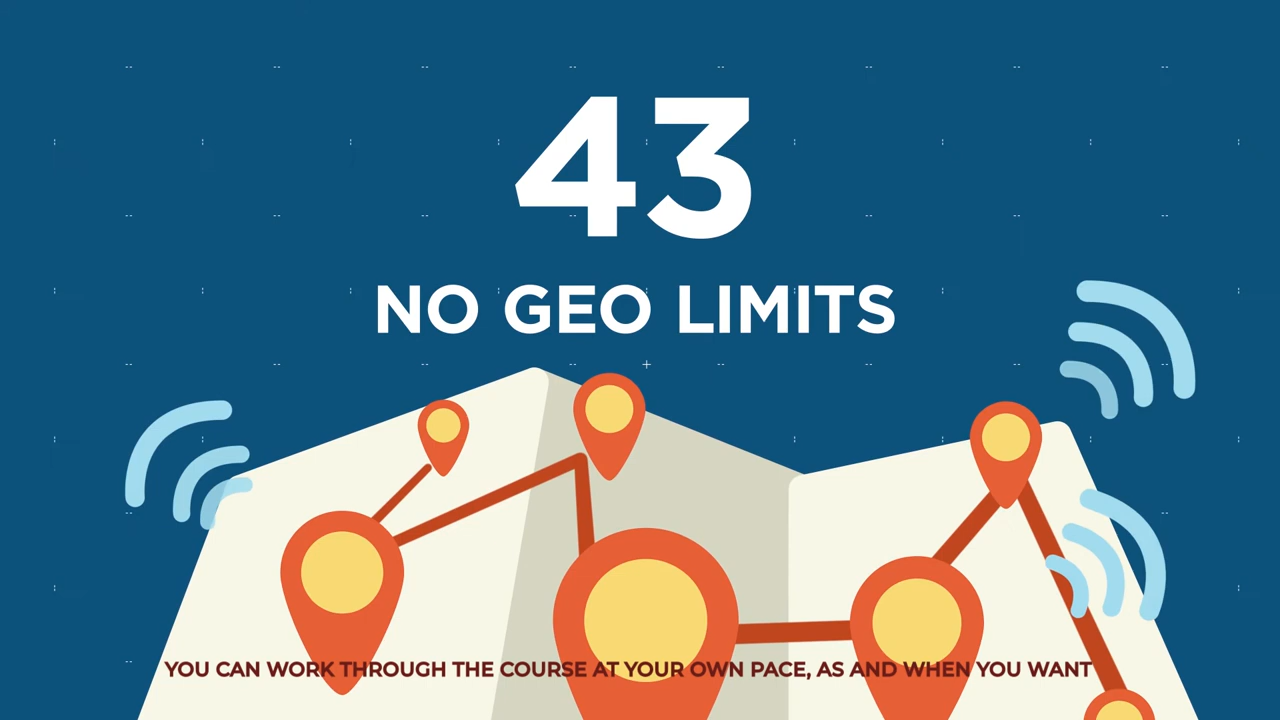 43
NO GEO LIMITS
YOU CAN WORK THROUGH THE COURSE AT YOUR OWN PACE, AS AND WHEN YOU WANT